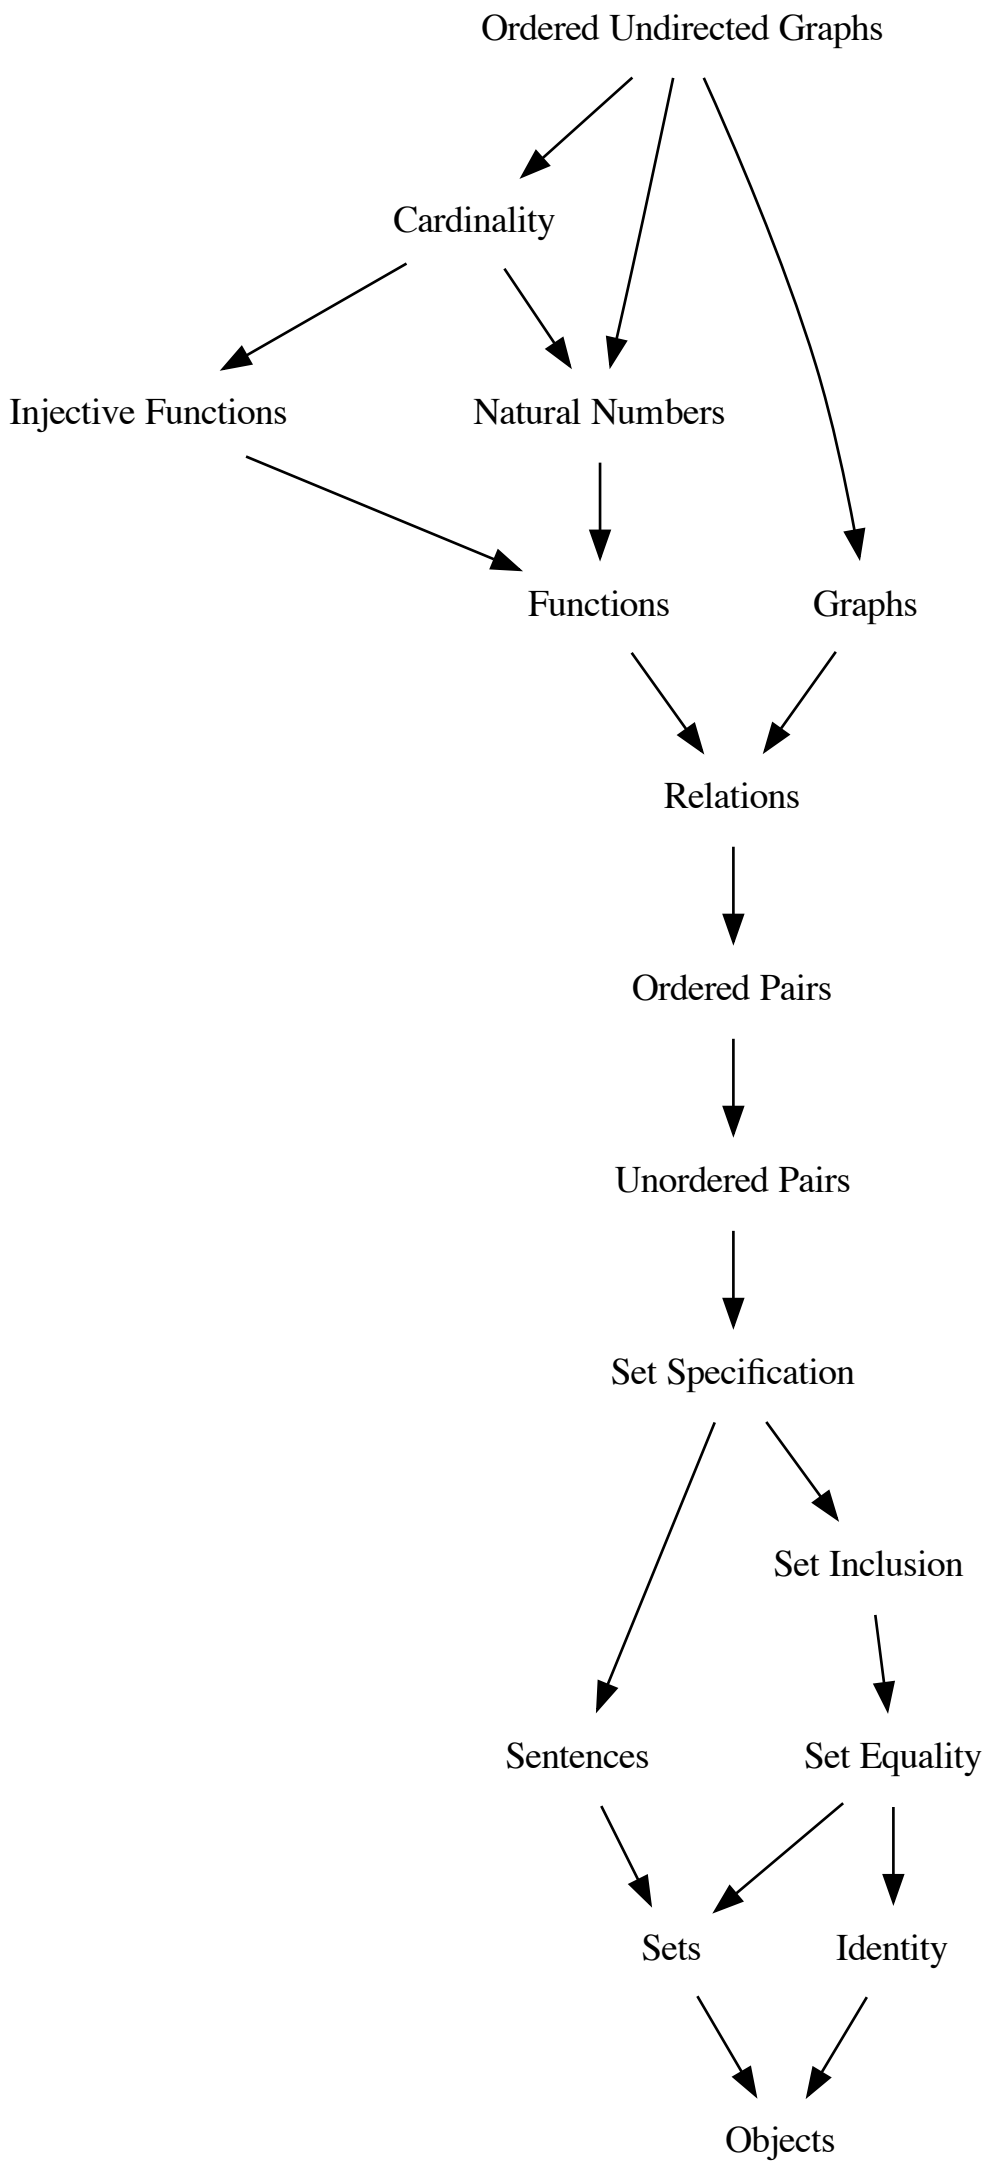 Ordered Undirected Graphs
Cardinality
Injective Functions
Natural Numbers
Functions
Graphs
Relations
Ordered Pairs
Unordered Pairs
Set Specification
Set Inclusion
Sentences
Set Equality
Sets
Identity
Objects